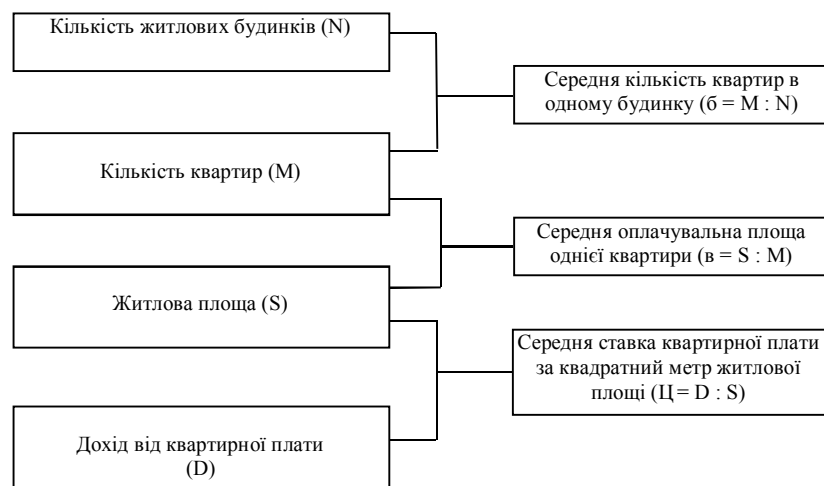 Кількість житлових будинків (N)
Середня кількість квартир в
одному будинку (б = M : N)
Кількість квартир (M)
Середня оплачувальна площа
однієї квартири (в = S : M)
Житлова площа (S)
Середня ставка квартирної плати
за квадратний метр житлової
площі (Ц = D : S)
Дохід від квартирної плати
(D)